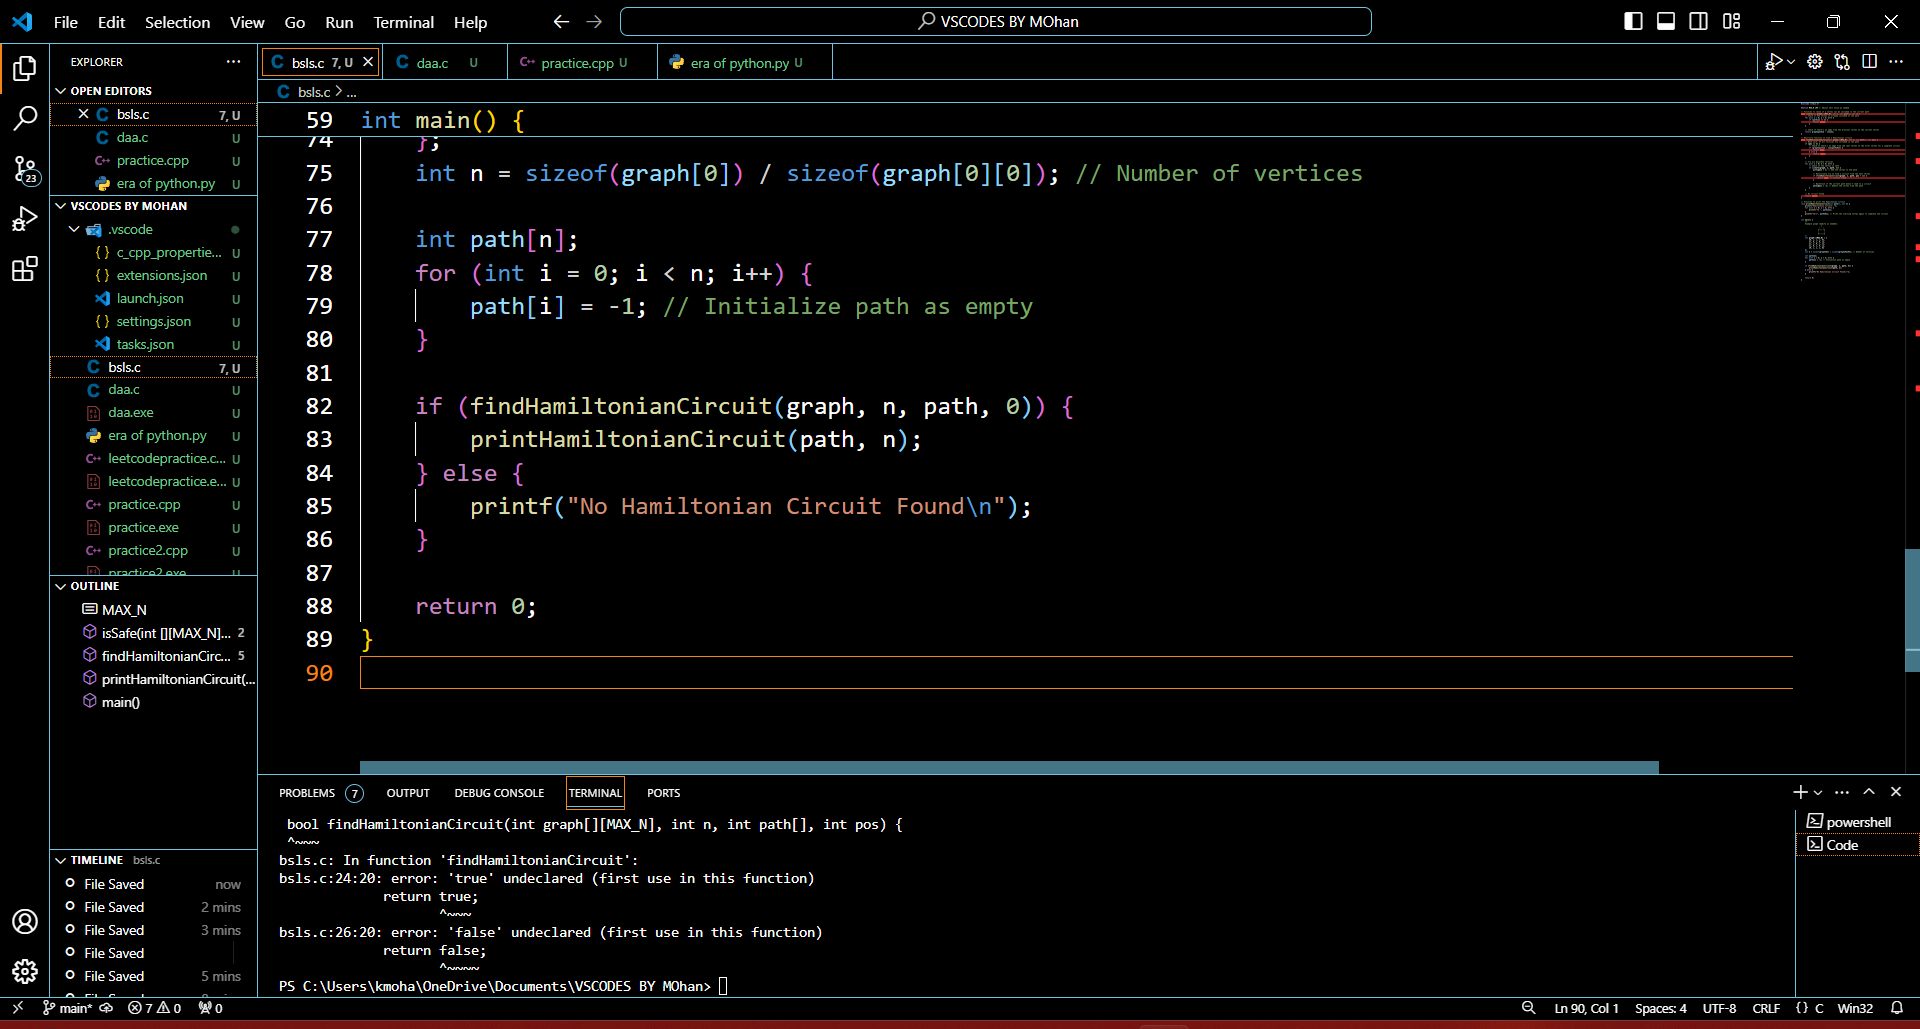 File Edit Selection View Go Run Terminal Help
VSCODES BY MOhan
EXPLORER
OPEN EDITORS
bsls.c 7, U
daa.c U
practice.cpp U
era of python.py U
VSCODES BY MOHAN
.vscode
c_cpp_propertie... U
extensions.json U
launch.json U
settings.json U
tasks.json U
bsls.c 7, U
daa.c U
daa.exe U
era of python.py U
leetcodepractice.c... U
leetcodepractice.e... U
practice.cpp U
practice.exe U
practice2.cpp U
practice2.exe U
OUTLINE
MAX_N
isSafe(int [][MAX_N]... 2
findHamiltonianCirc... 5
printHamiltonianCircuit(...
main()
TIMELINE bsls.c
File Saved now
File Saved 2 mins
File Saved 3 mins
File Saved
File Saved 5 mins
bsls.c 7, U daa.c U practice.cpp U era of python.py U
bsls.c > ...
59 int main() {
74 };
75 int n = sizeof(graph[0]) / sizeof(graph[0][0]); // Number of vertices
76
77 int path[n];
78 for (int i = 0; i < n; i++) {
79 path[i] = -1; // Initialize path as empty
80 }
81
82 if (findHamiltonianCircuit(graph, n, path, 0)) {
83 printHamiltonianCircuit(path, n);
84 } else {
85 printf("No Hamiltonian Circuit Found\n");
86 }
87
88 return 0;
89 }
90
PROBLEMS 7 OUTPUT DEBUG CONSOLE TERMINAL PORTS
bool findHamiltonianCircuit(int graph[][MAX_N], int n, int path[], int pos) {
^~~~
bsls.c: In function 'findHamiltonianCircuit':
bsls.c:24:20: error: 'true' undeclared (first use in this function)
return true;
^~~~
bsls.c:26:20: error: 'false' undeclared (first use in this function)
return false;
^~~~~
PS C:\Users\kmoha\OneDrive\Documents\VSCODES BY MOhan>
powershell
Code
23
main* 7 0 0 Ln 90, Col 1 Spaces: 4 UTF-8 CRLF {} C Win32